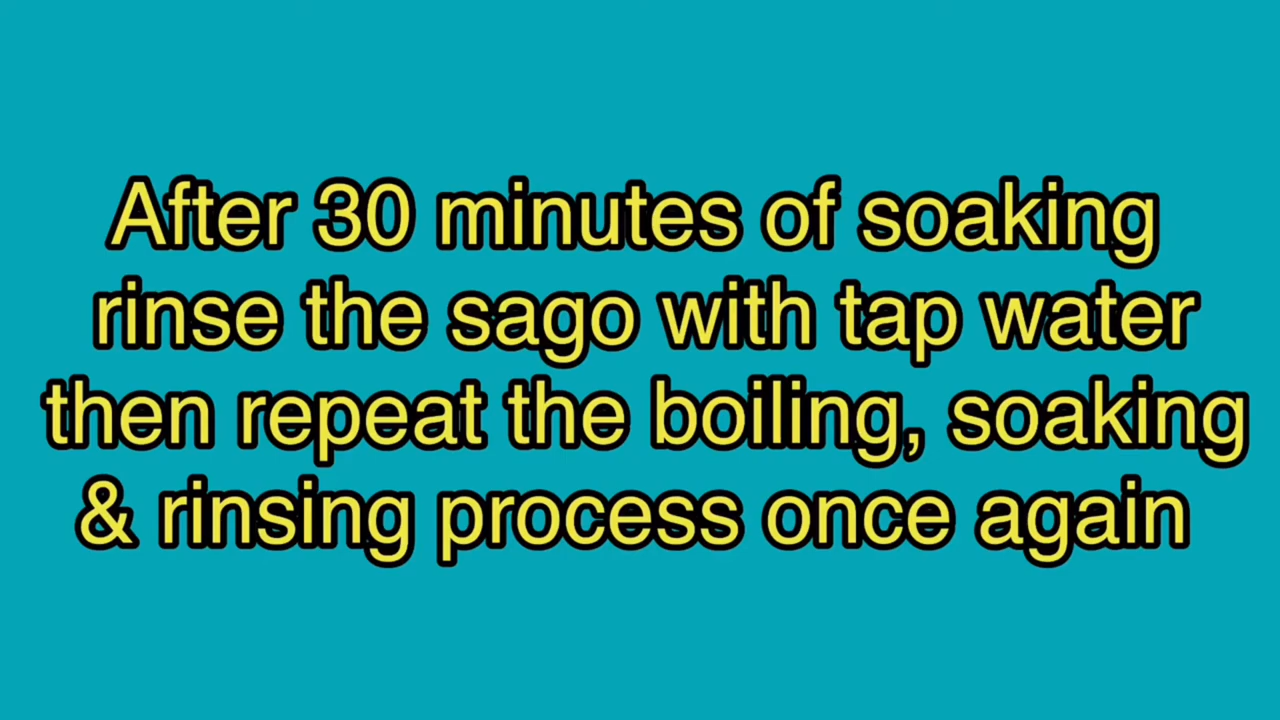 After 30 minutes of soaking
rinse the sago with tap water
then repeat the boiling, soaking
& rinsing process once again